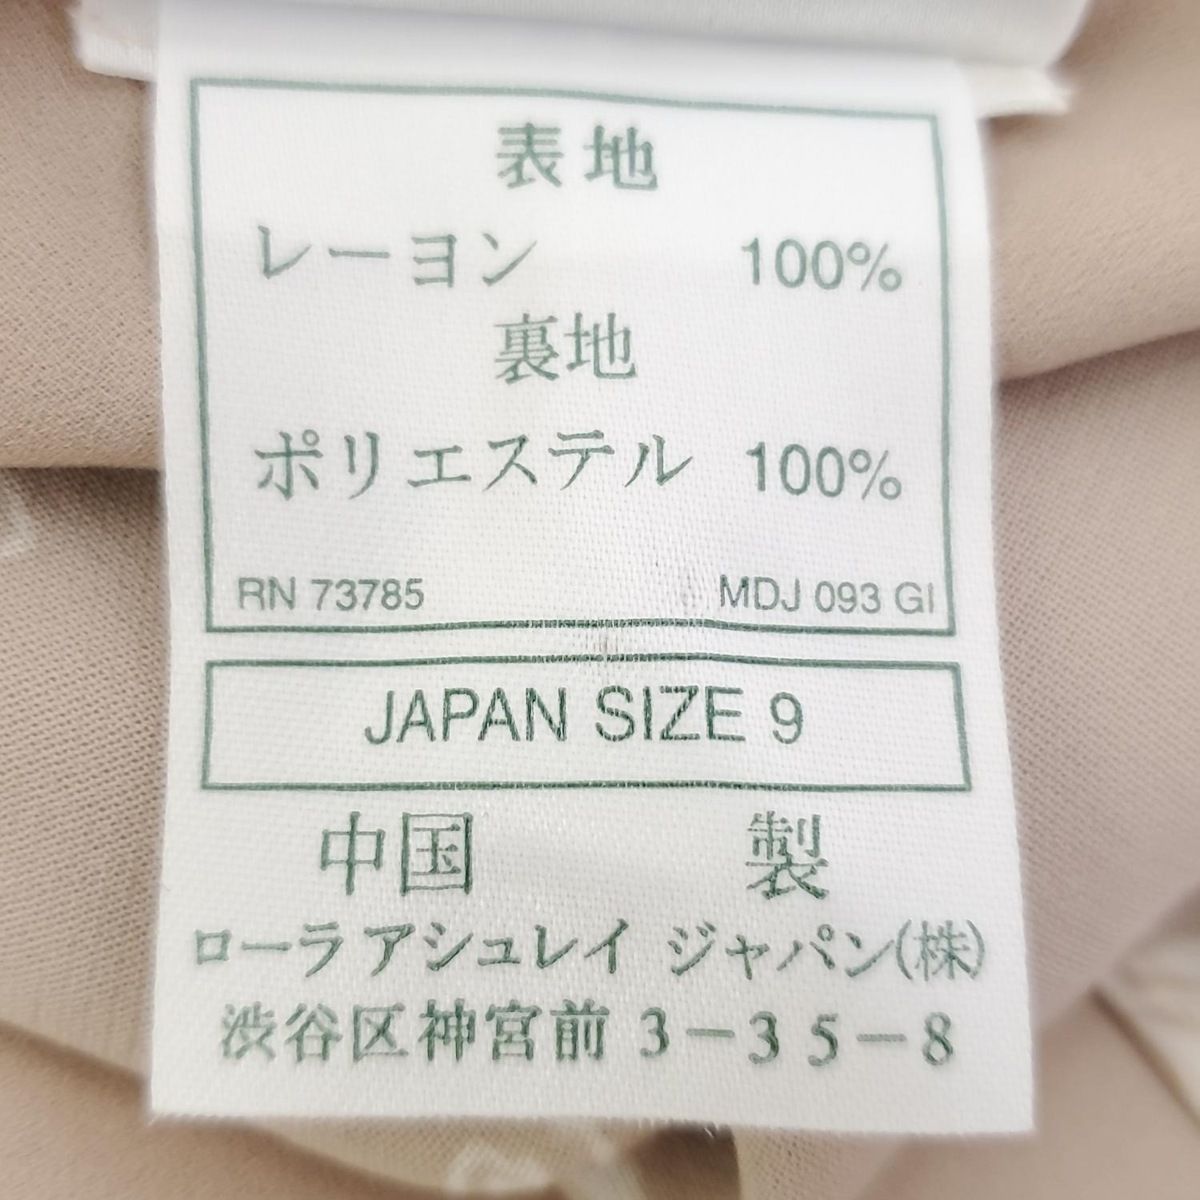 表地
レーヨン 100%
裏地
ポリエステル 100%
RN 73785 MDJ 093 GI
JAPAN SIZE 9
中国 製
ローラ アシュレイ ジャパン(株)
渋谷区神宮前 3-35-8